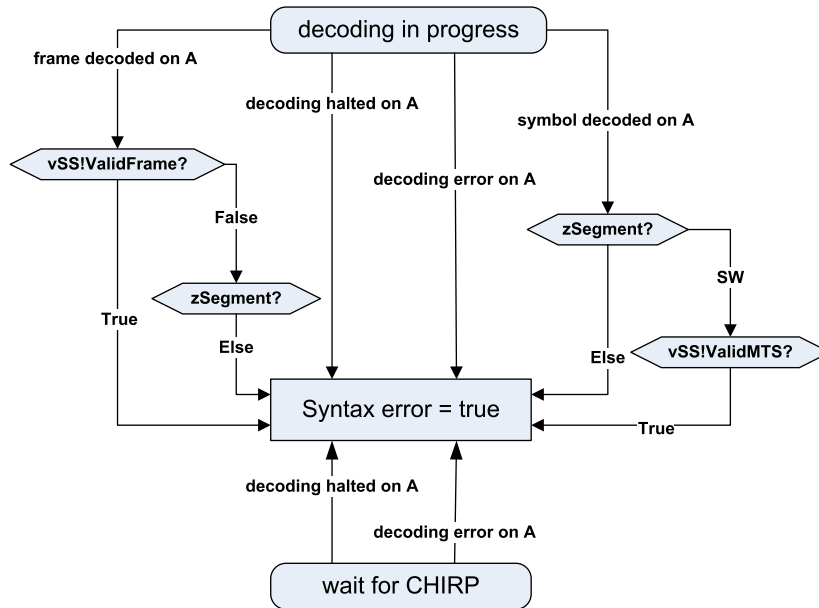 decoding in progress
frame decoded on A
decoding halted on A
symbol decoded on A
vSS!ValidFrame?
decoding error on A
False
zSegment?
SW
zSegment?
True
Else
vSS!ValidMTS?
Else
Syntax error = true
True
decoding halted on A
decoding error on A
wait for CHIRP